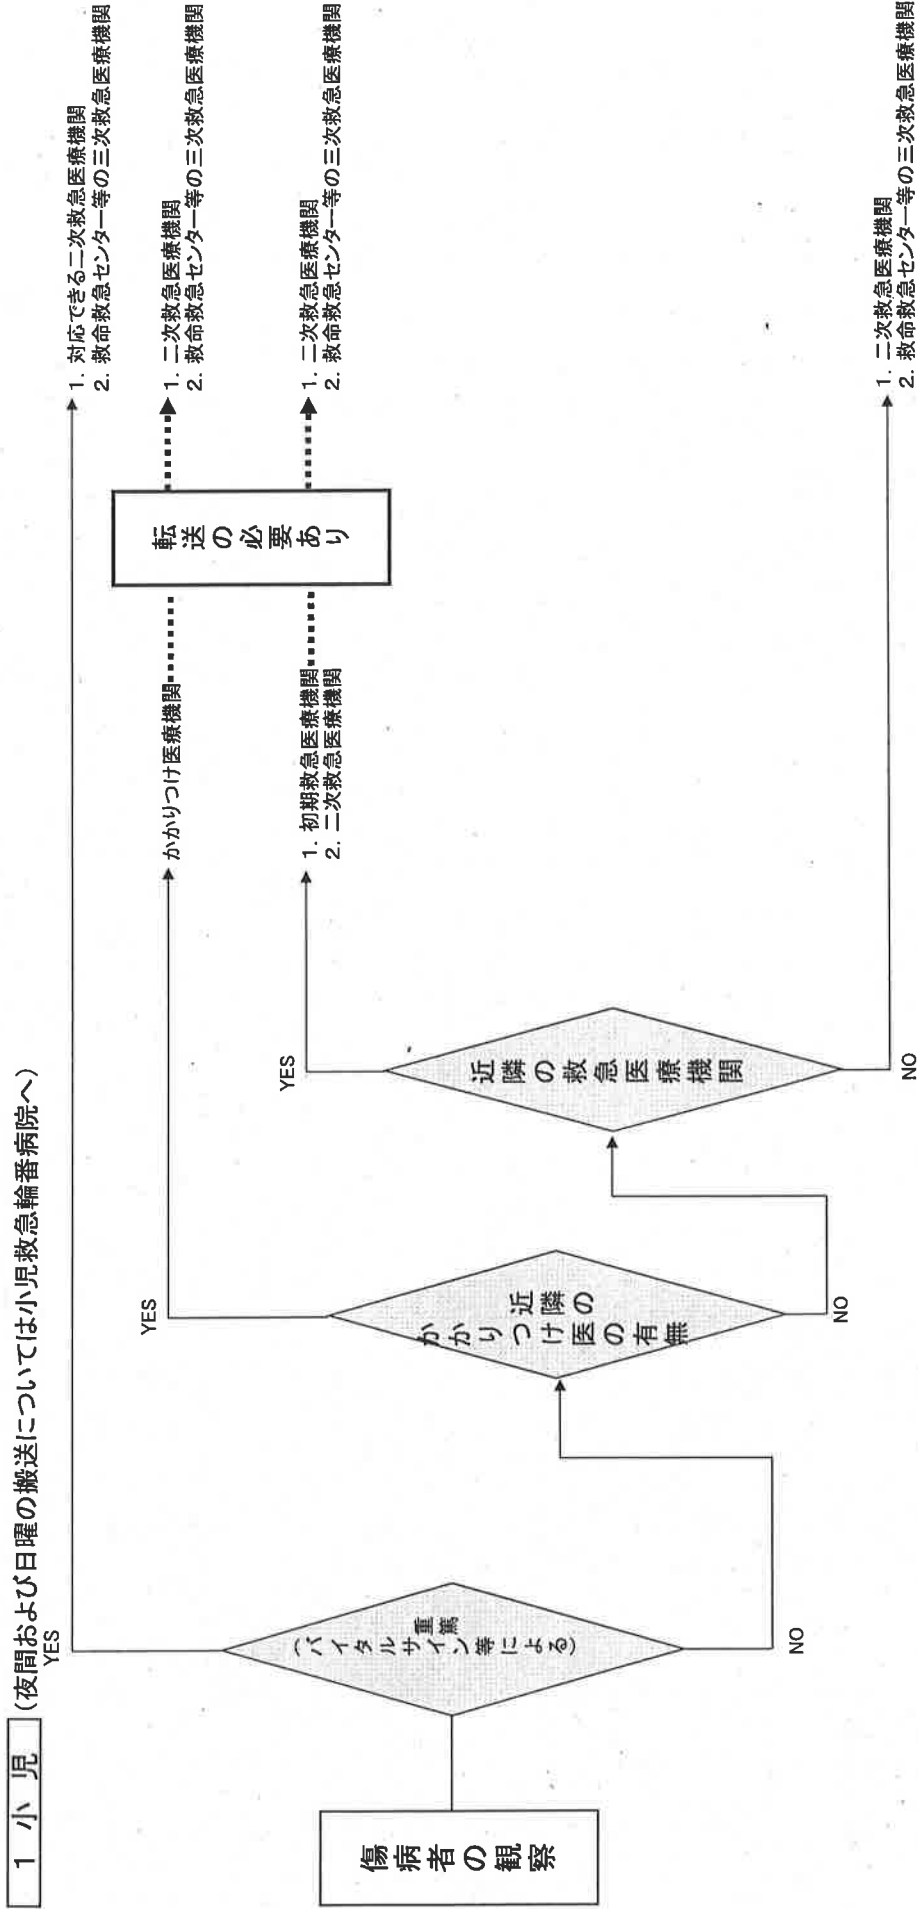 1 小 児 (夜間および日曜の搬送については小児救急輪番病院へ)
傷病者の観察
重篤
(バイタルサイン等による)
YES
1. 対応できる二次救急医療機関
2. 救命救急センター等の三次救急医療機関
NO
近隣の
かかりつけ医の有無
YES
かかりつけ医療機関
転送の必要あり
1. 二次救急医療機関
2. 救命救急センター等の三次救急医療機関
NO
近隣の救急医療機関
YES
1. 初期救急医療機関
2. 二次救急医療機関
1. 二次救急医療機関
2. 救命救急センター等の三次救急医療機関
NO
1. 二次救急医療機関
2. 救命救急センター等の三次救急医療機関